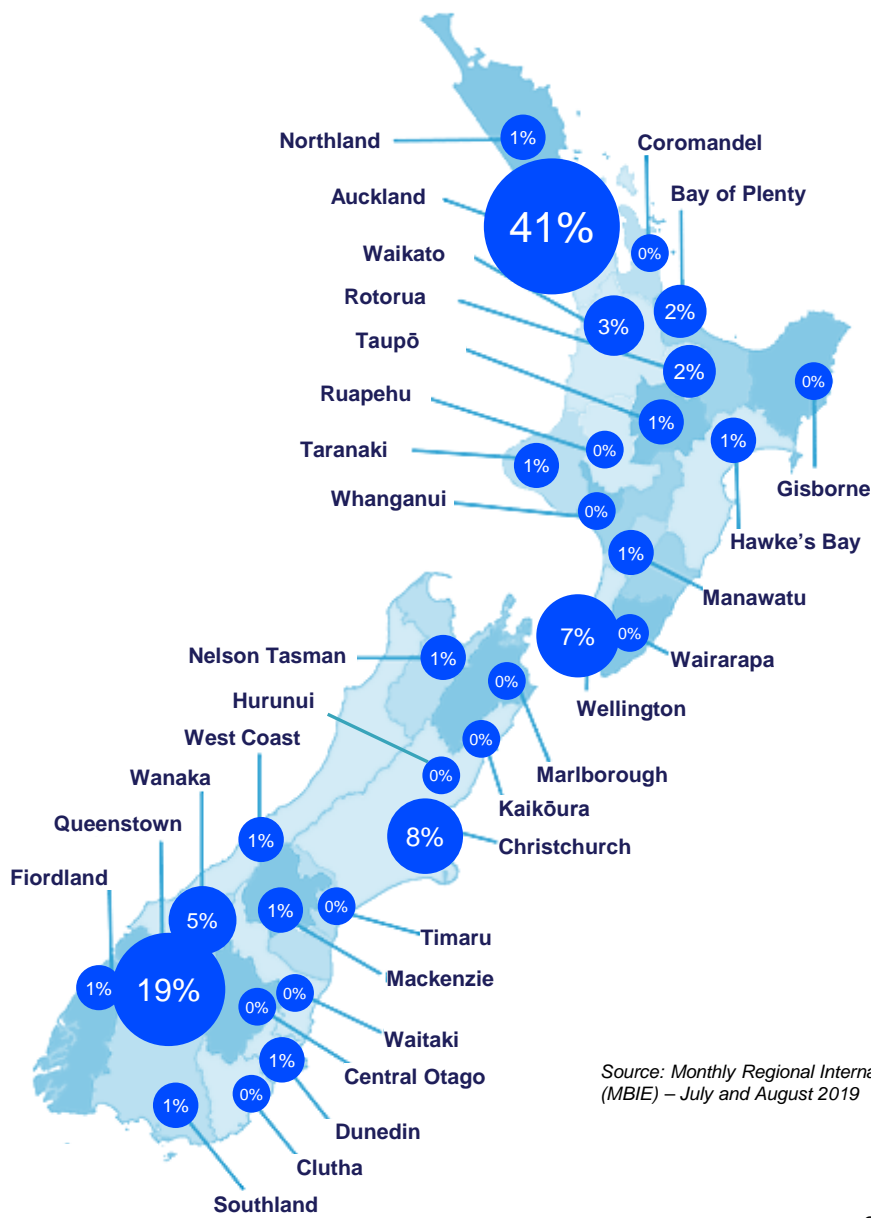 Northland
1%
Coromandel
Auckland
41%
Bay of Plenty
Waikato
0%
Rotorua
3%
2%
Taupō
2%
0%
Ruapehu
1%
1%
Taranaki
1%
0%
Gisborne
Whanganui
0%
Hawke's Bay
1%
Manawatu
7%
0%
Wairarapa
Wellington
Nelson Tasman
1%
0%
Hurunui
Marlborough
West Coast
0%
0%
Kaikōura
Wanaka
1%
8%
Christchurch
Queenstown
Fiordland
5%
1%
0%
Timaru
Mackenzie
1%
19%
0%
0%
Waitaki
Central Otago
1%
Dunedin
1%
0%
Clutha
Southland
Source: Monthly Regional
(MBIE) – July and August 2019